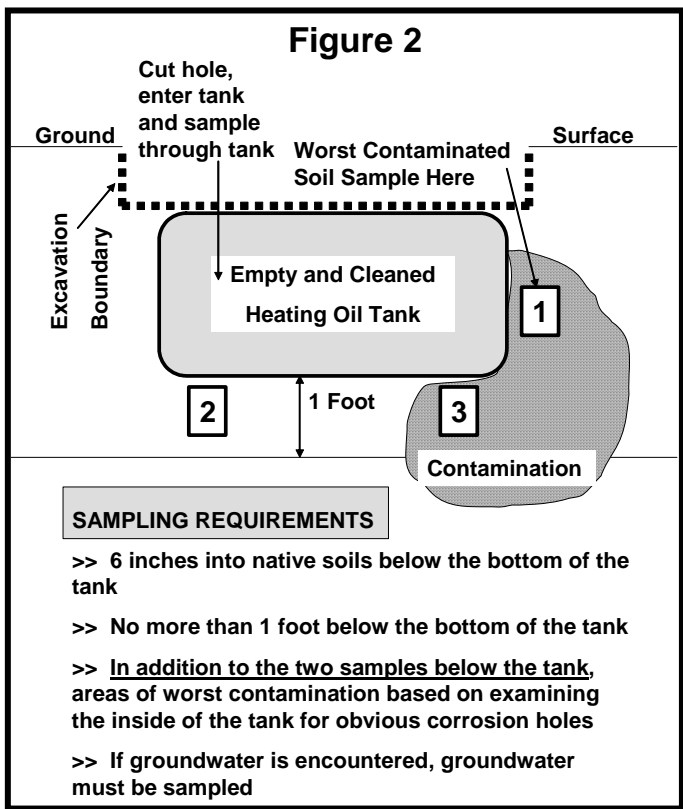 Figure 2
Cut hole,
enter tank
and sample
through tank
Ground
Surface
Worst Contaminated
Soil Sample Here
Excavation
Boundary
Empty and Cleaned
Heating Oil Tank
1
2
1 Foot
3
Contamination
SAMPLING REQUIREMENTS
>> 6 inches into native soils below the bottom of the
tank
>> No more than 1 foot below the bottom of the tank
>> In addition to the two samples below the tank,
areas of worst contamination based on examining
the inside of the tank for obvious corrosion holes
>> If groundwater is encountered, groundwater
must be sampled